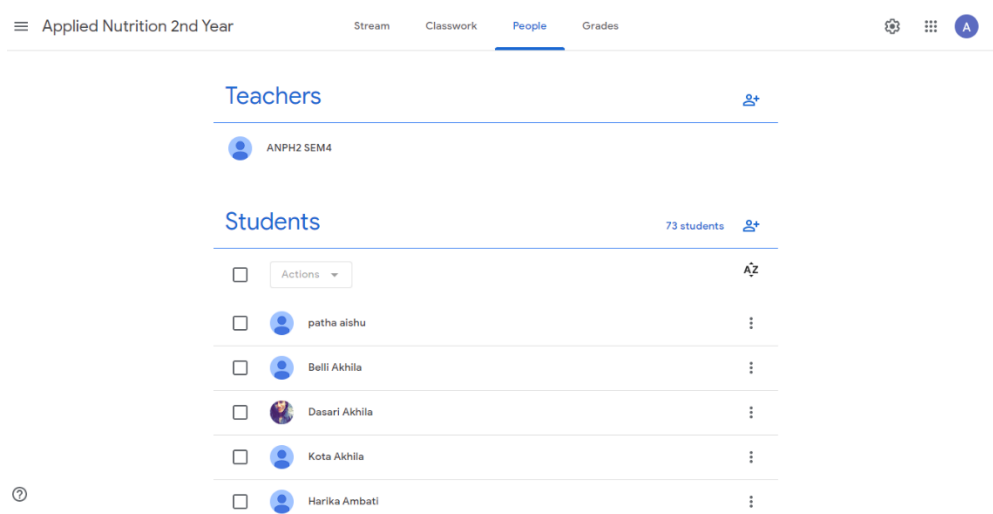 Applied Nutrition 2nd Year
Stream Classwork People Grades
A
Teachers
ANPH2 SEM4
Students
73 students
Actions
AZ
patha aishu
Belli Akhila
Dasari Akhila
Kota Akhila
Harika Ambati